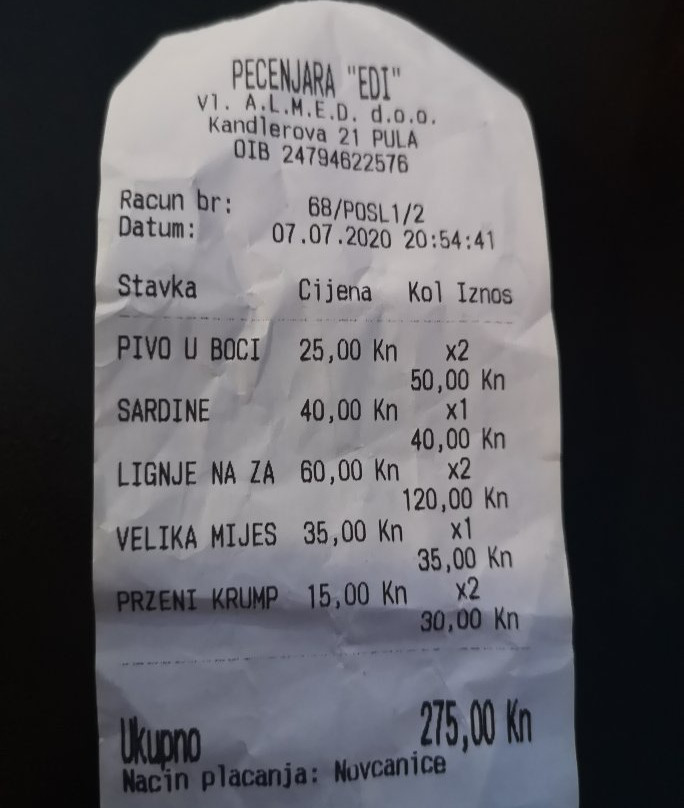 PECENJARA "EDI"
Vl. A.L.M.E.D. d.o.o.
Kandlerova 21 PULA
OIB 24794622576
Racun br: 68/POSL1/2
Datum: 07.07.2020 20:54:41
Stavka Cijena Kol Iznos
PIVO U BOCI 25,00 Kn x2
50,00 Kn
SARDINE 40,00 Kn x1
40,00 Kn
LIGNJE NA ZA 60,00 Kn x2
120,00 Kn
VELIKA MIJES 35,00 Kn x1
35,00 Kn
PRZENI KRUMP 15,00 Kn x2
30,00 Kn
Ukupno 275,00 Kn
Nacin placanja: Novcanice